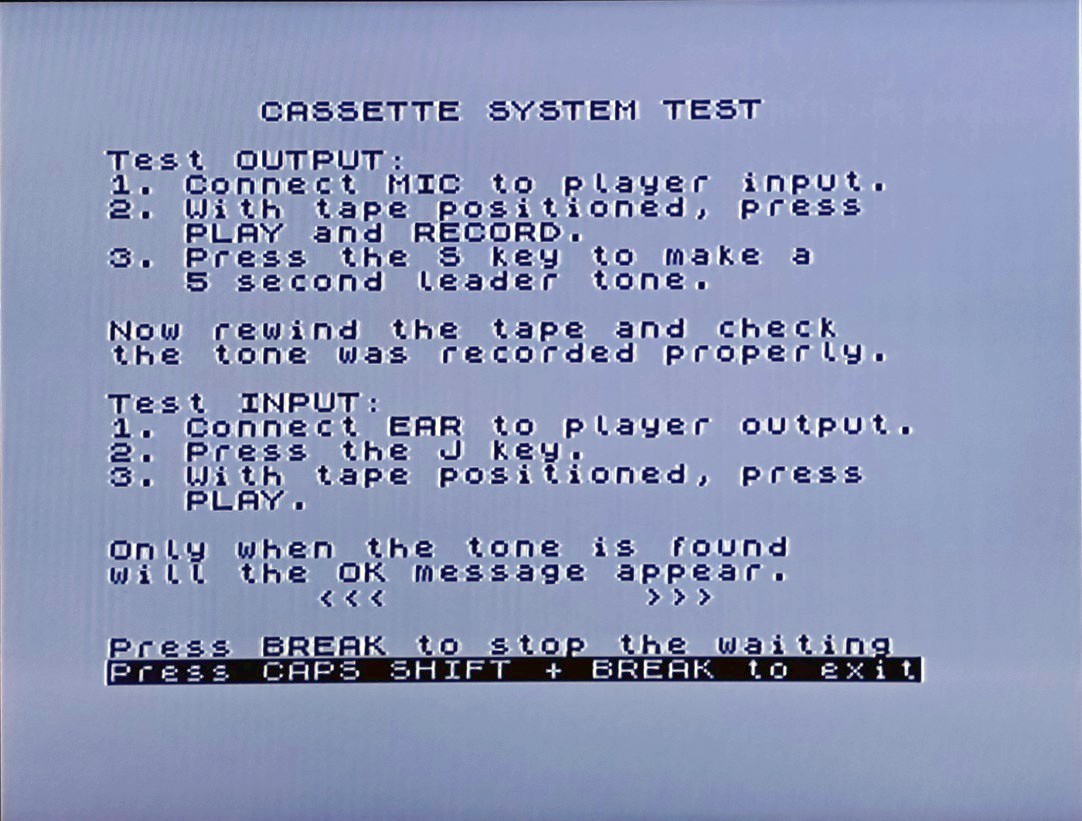 CASSETTE SYSTEM TEST
Test OUTPUT:
1. Connect MIC to player input.
2. With tape positioned, press
PLAY and RECORD.
3. Press the S key to make a
5 second leader tone.
Now rewind the tape and check
the tone was recorded properly.
Test INPUT:
1. Connect EAR to player output.
2. Press the J key.
3. With tape positioned, press
PLAY.
Only when the tone is found
will the OK message appear.
<<< >>>
Press BREAK to stop the waiting
Press CAPS SHIFT + BREAK to exit